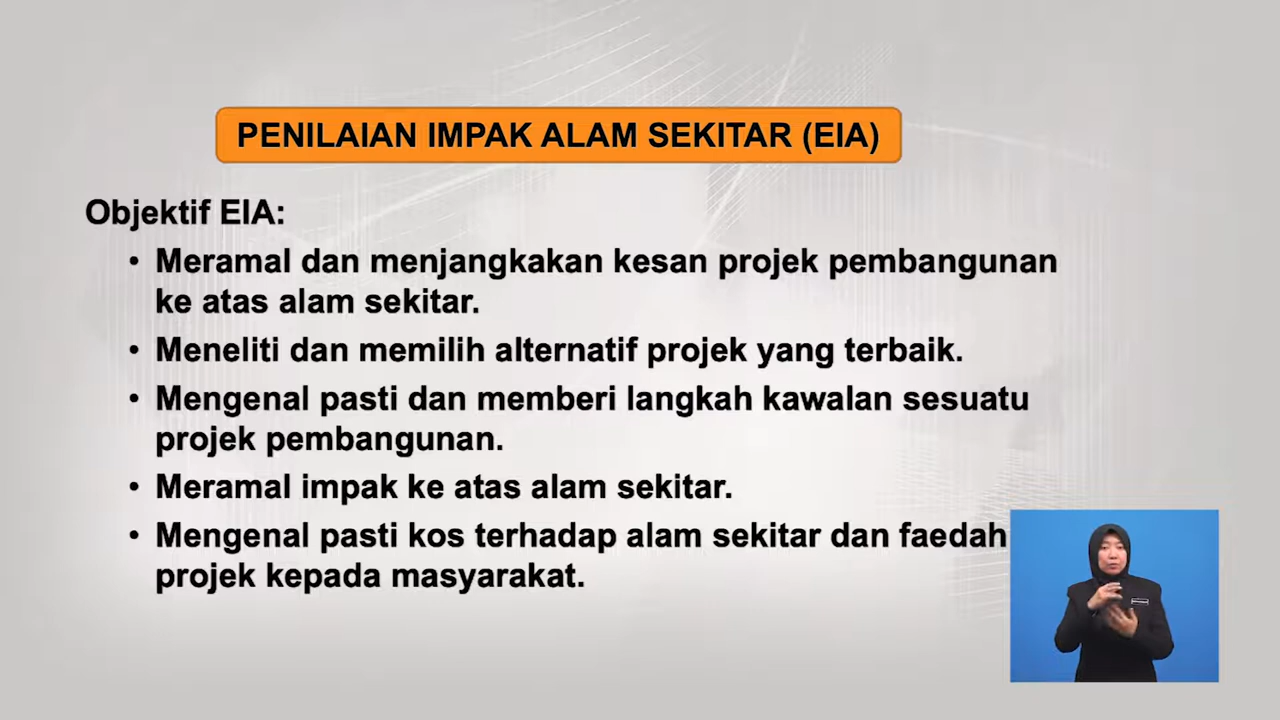 PENILAIAN IMPAK ALAM SEKITAR (EIA)
Objektif EIA:
• Meramal dan menjangkakan kesan projek pembangunan
ke atas alam sekitar.
• Meneliti dan memilih alternatif projek yang terbaik.
• Mengenal pasti dan memberi langkah kawalan sesuatu
projek pembangunan.
• Meramal impak ke atas alam sekitar.
• Mengenal pasti kos terhadap alam sekitar dan faedah
projek kepada masyarakat.